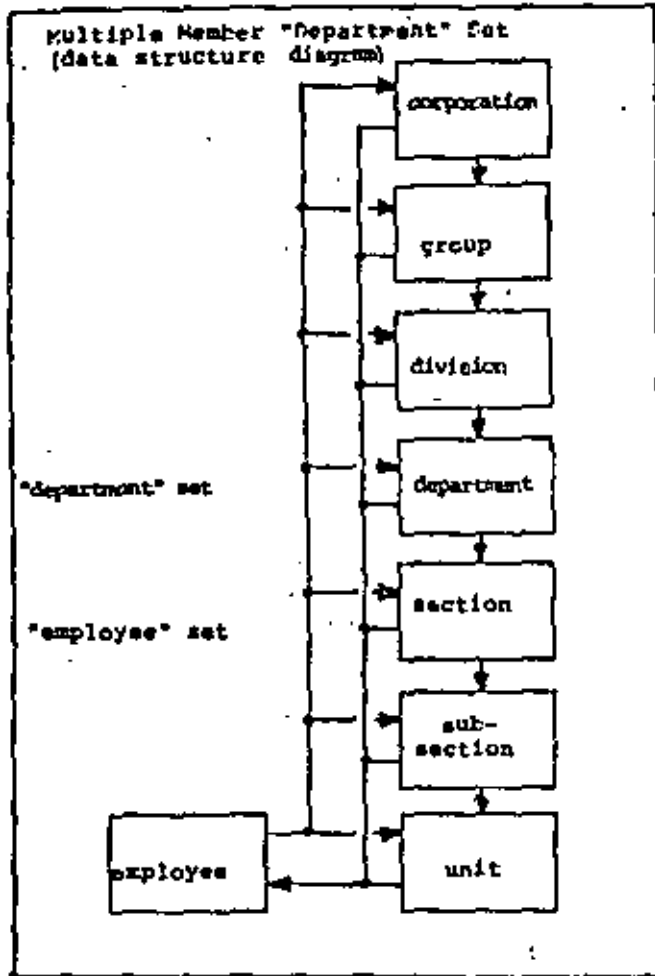 Multiple Member "Department" Set
(data structure diagram)
corporation
group
division
"department" set
department
section
"employee" set
sub-
section
employee
unit